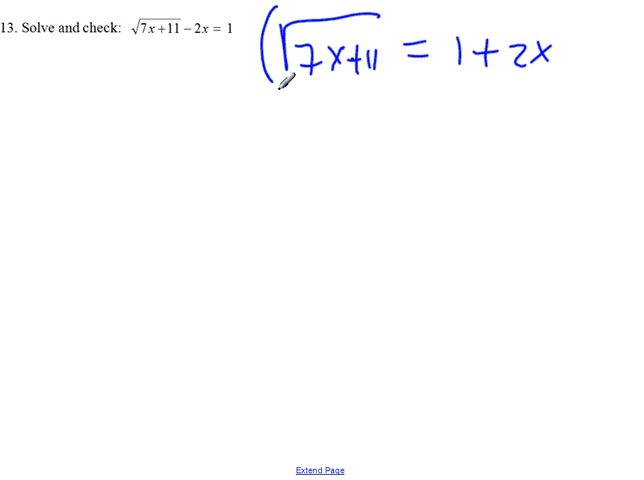 13. Solve and check: √7x+11 − 2x = 1
(√7x+11 = 1+2x
Extend Page